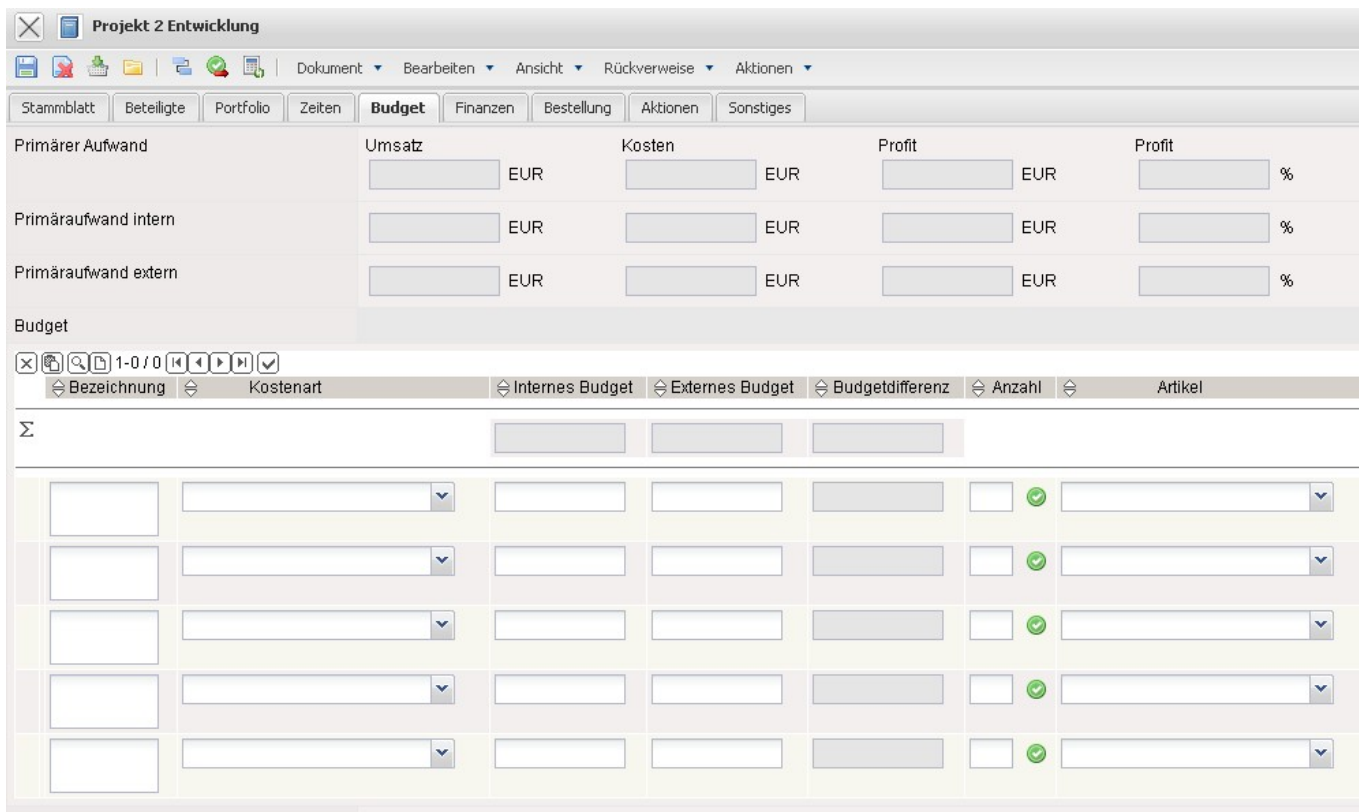 Projekt 2 Entwicklung
Dokument Bearbeiten Ansicht Rückverweise Aktionen
Stammblatt Beteiligte Portfolio Zeiten Budget Finanzen Bestellung Aktionen Sonstiges
Primärer Aufwand Umsatz Kosten Profit Profit
EUR EUR EUR %
Primäraufwand intern EUR EUR EUR %
Primäraufwand extern EUR EUR EUR %
Budget
1-0 / 0
Bezeichnung Kostenart Internes Budget Externes Budget Budgetdifferenz Anzahl Artikel
Σ